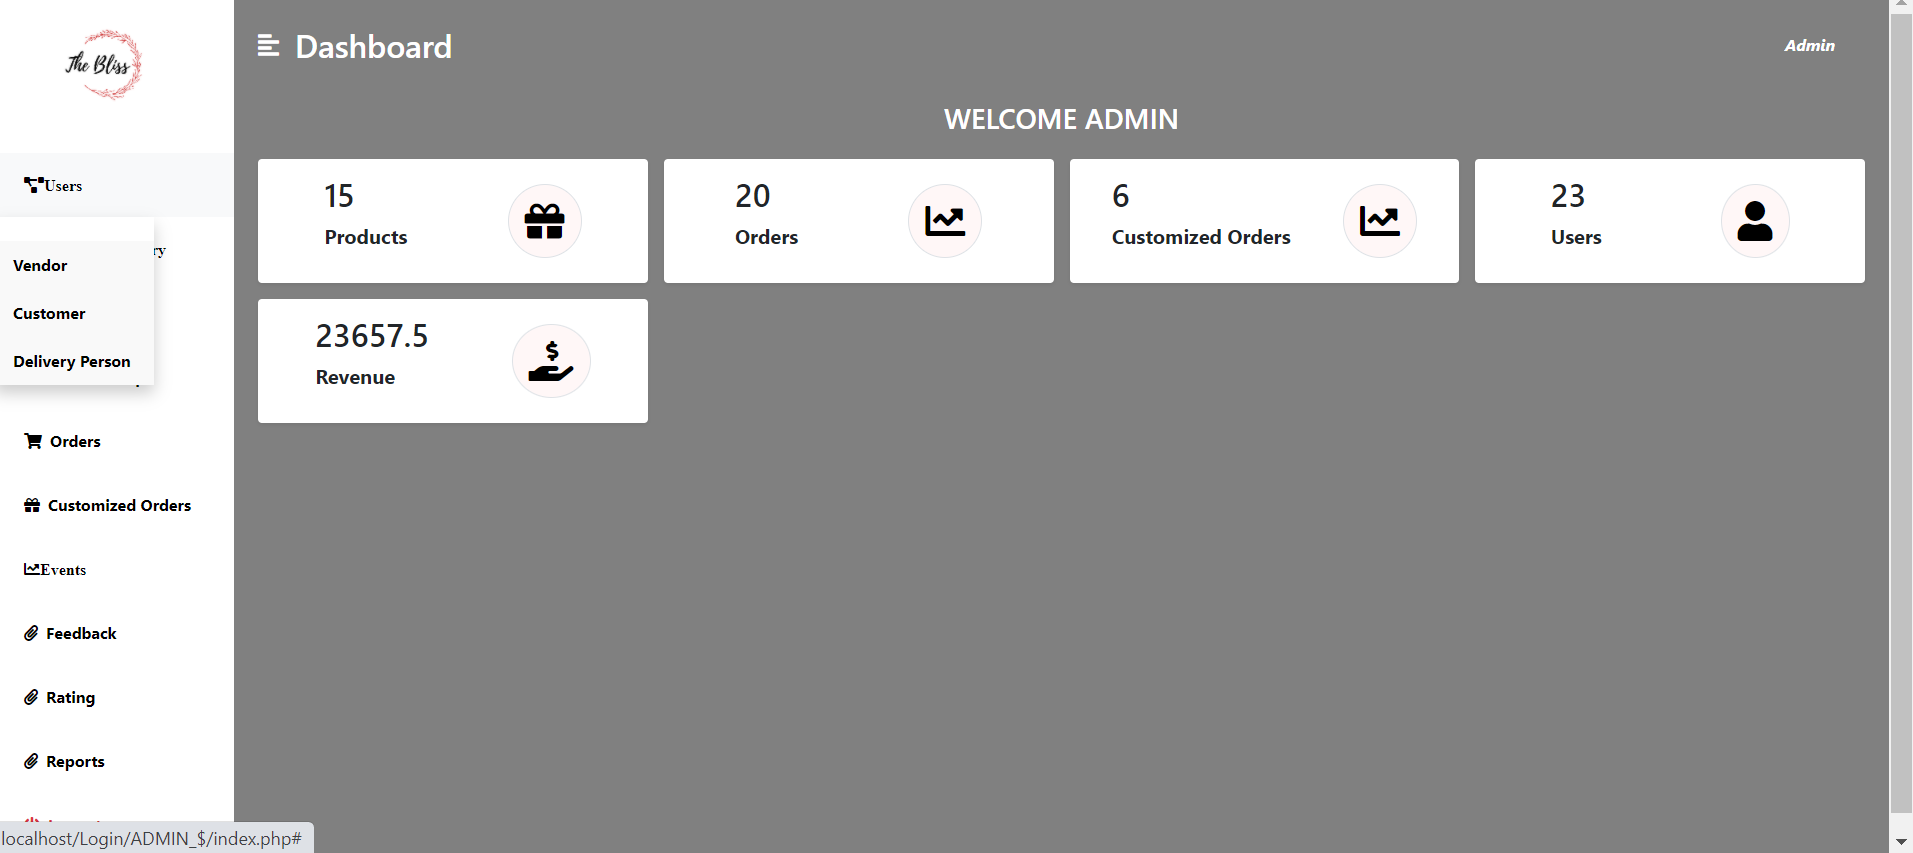 The Bliss
Users
Vendor
Customer
Delivery Person
Orders
Customized Orders
Events
Feedback
Rating
Reports
Dashboard
Admin
WELCOME ADMIN
15
Products
20
Orders
6
Customized Orders
23
Users
23657.5
Revenue
localhost/Login/ADMIN_$/index.php#